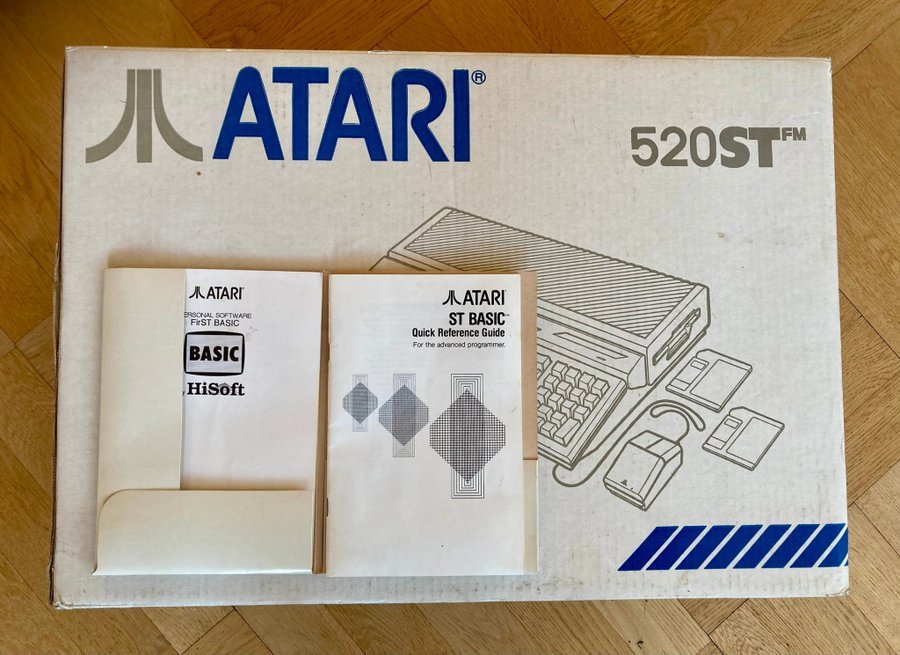 ATARI®
520STFM
ATARI
ERSONAL SOFTWARE
FirST BASIC
BASIC
HiSoft
ATARI®
ST BASIC™
Quick Reference Guide
For the advanced programmer.